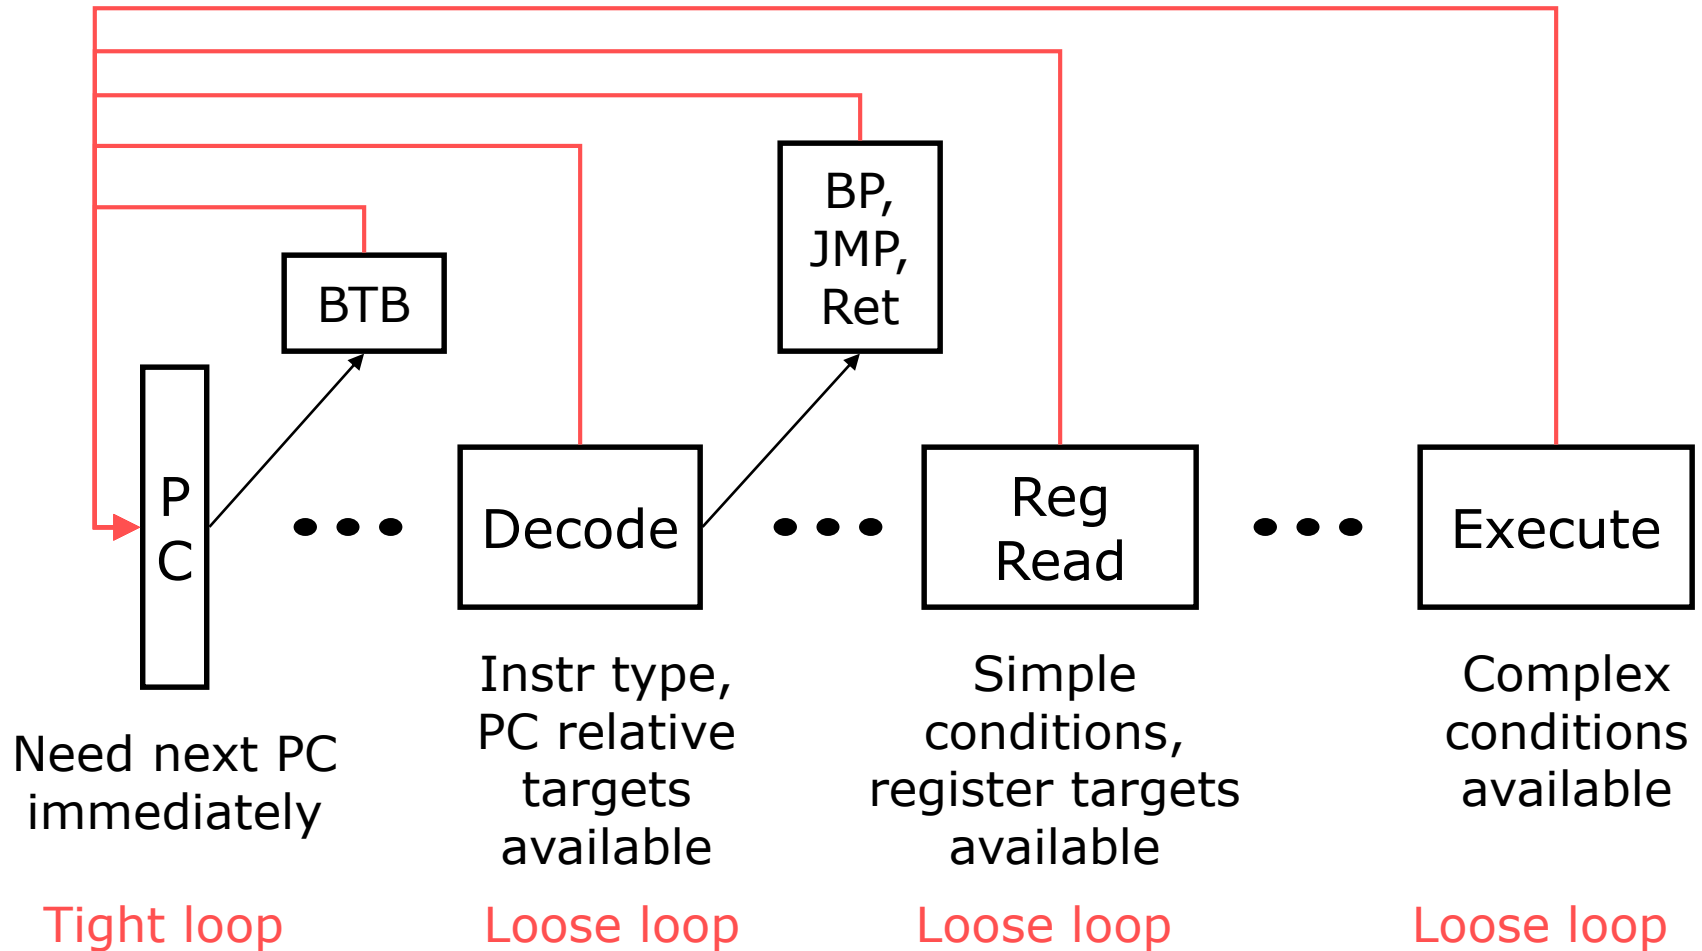 BP,
JMP,
Ret
BTB
P
C
Decode
Reg
Read
Execute
Need next PC
immediately
Instr type,
PC relative
targets
available
Simple
conditions,
register targets
available
Complex
conditions
available
Tight loop
Loose loop
Loose loop
Loose loop